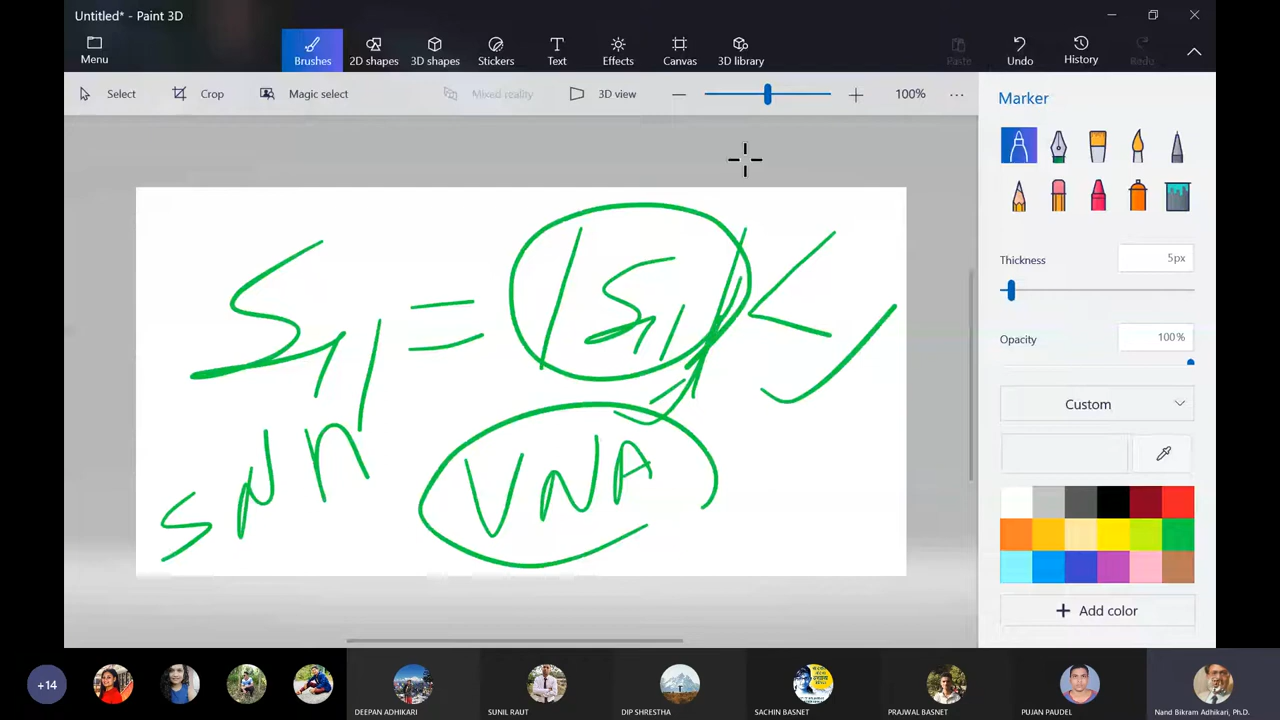 Untitled* - Paint 3D
Menu
Brushes
2D shapes
3D shapes
Stickers
Text
Effects
Canvas
3D library
Paste
Undo
History
Redo
Select
Crop
Magic select
Mixed reality
3D view
100%
Marker
Thickness
5px
Opacity
100%
Custom
Add color
S11 = |S11| <
VNA
+14
DEEPAN ADHIKARI
SUNIL RAUT
DIP SHRESTHA
SACHIN BASNET
PRAJWAL BASNET
PUJAN PAUDEL
Nand Bikram Adhikari, Ph.D.